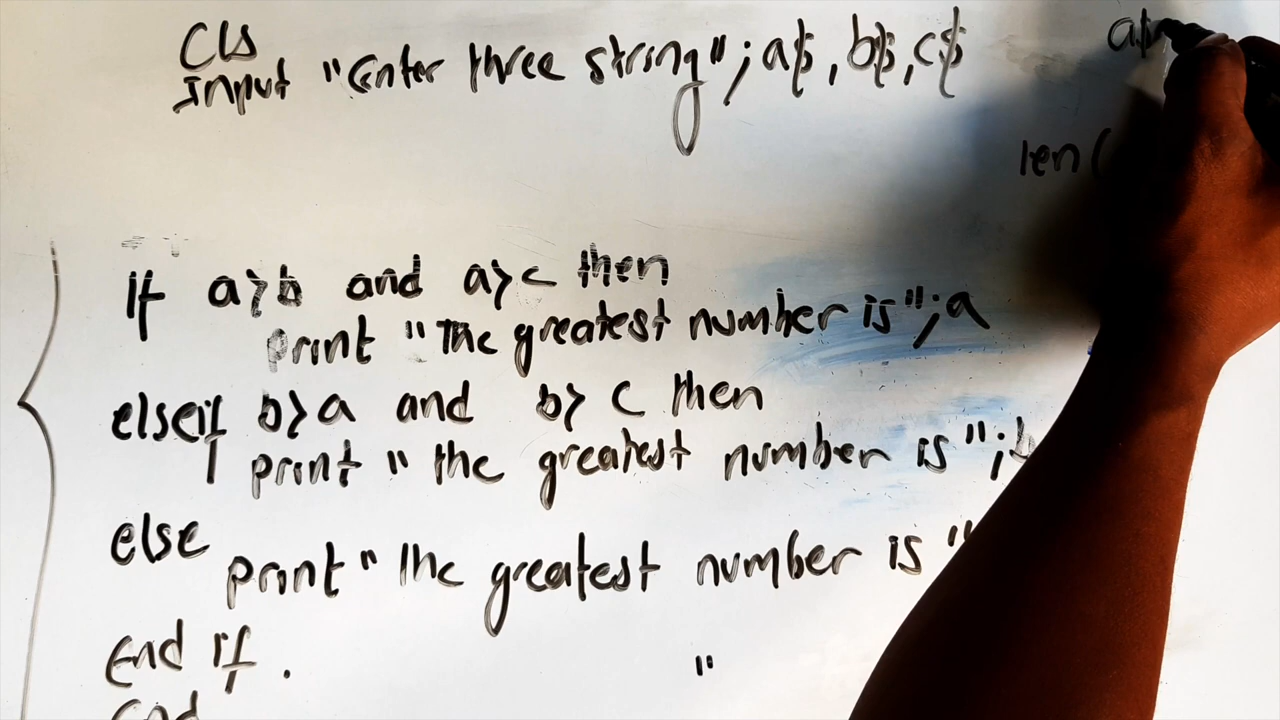 Cls
Input "Enter three string"; a$, b$, c$
len(
If a>b and a>c then
print "The greatest number is"; a
elseif b>a and b>c then
print "the greatest number is"; b
else
print "the greatest number is "
End if.
"
End